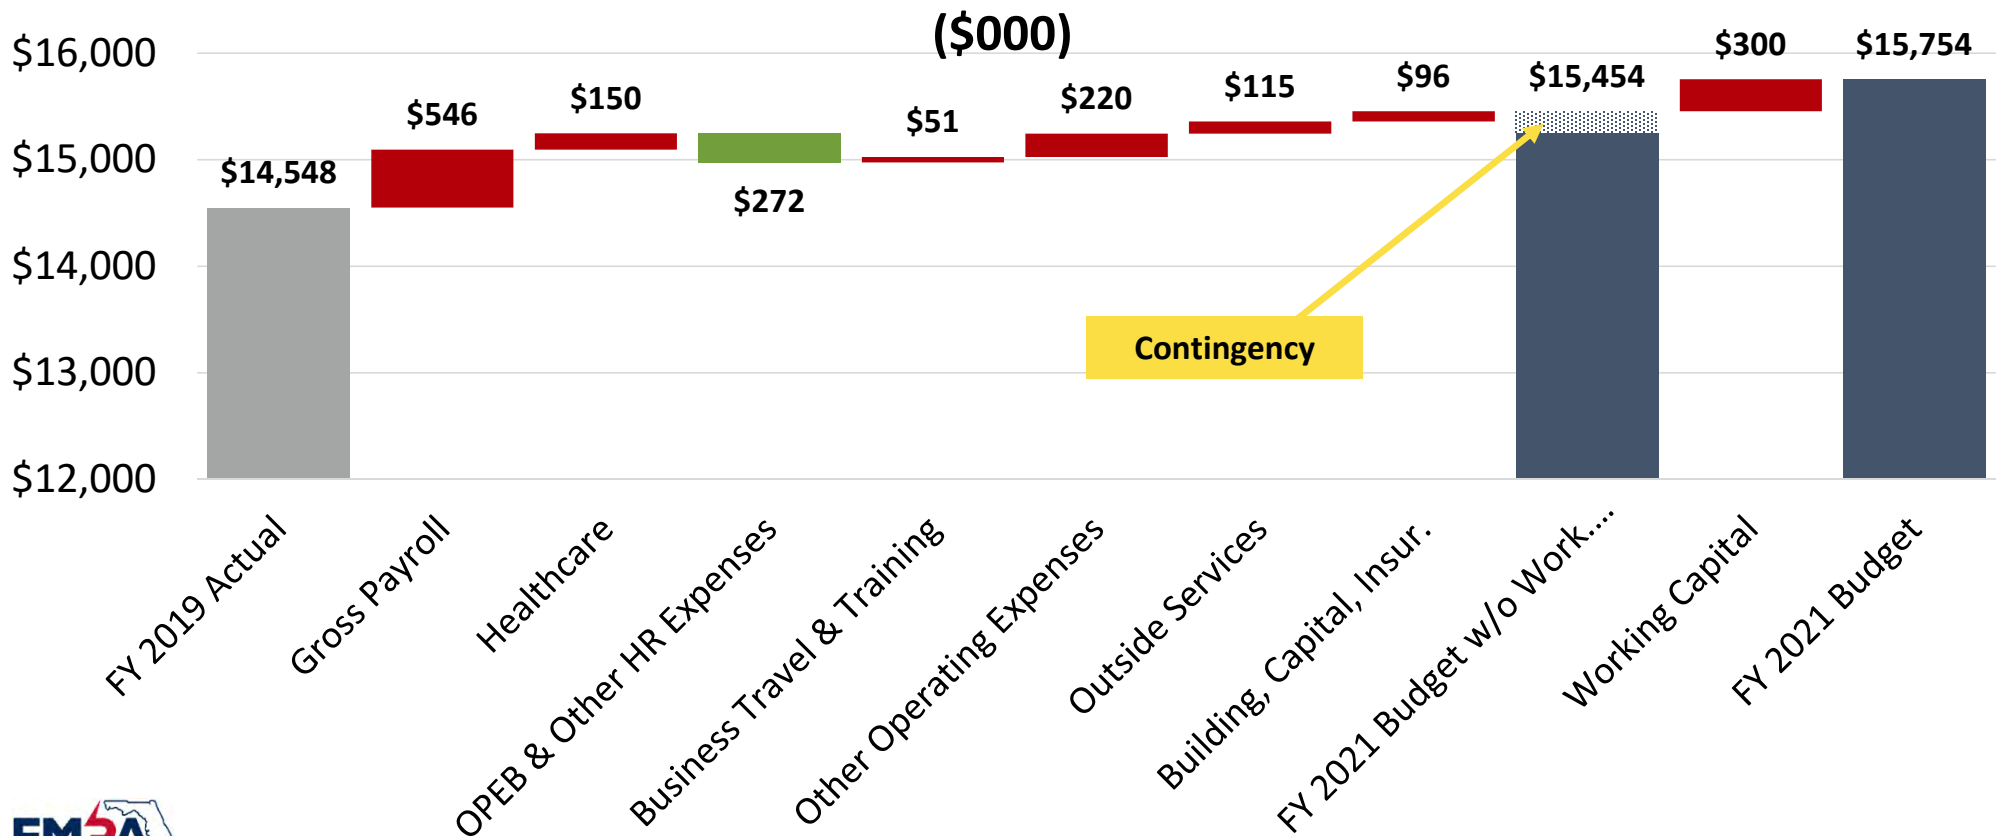 ($000)
$16,000
$15,000
$14,000
$13,000
$12,000
$14,548
$546
$150
$272
$51
$220
$115
$96
$15,454
$300
$15,754
Contingency
FY 2019 Actual
Gross Payroll
Healthcare
OPEB & Other HR Expenses
Business Travel & Training
Other Operating Expenses
Outside Services
Building, Capital, Insur.
FY 2021 Budget w/o Work....
Working Capital
FY 2021 Budget
FMPA